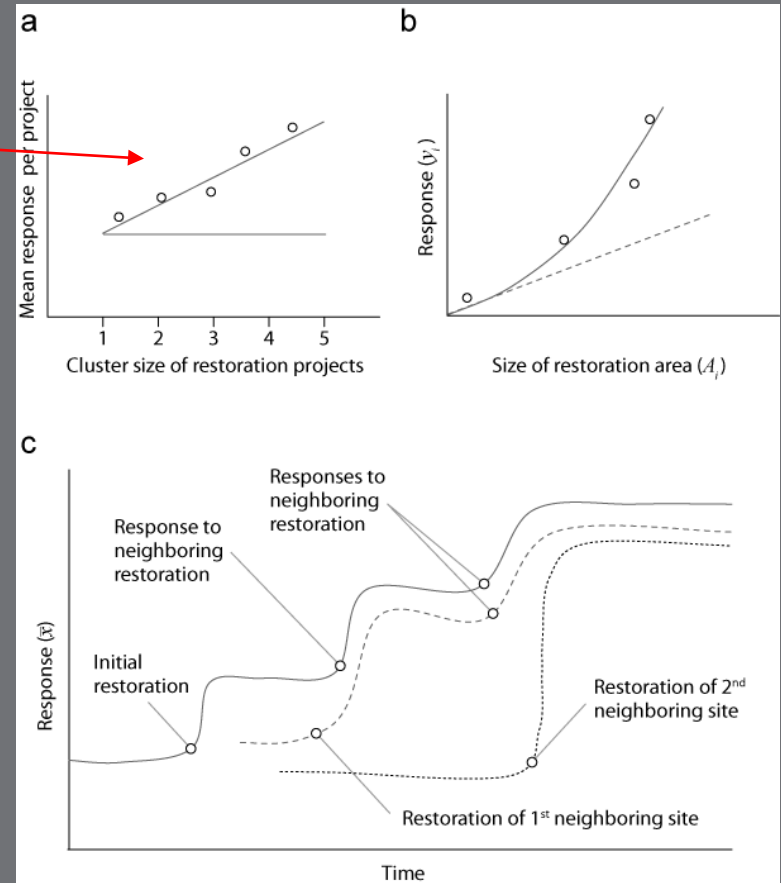 a
Mean response per project
1 2 3 4 5
Cluster size of restoration projects
b
Response (yᵢ)
Size of restoration area (Aᵢ)
c
Responses to
neighboring
restoration
Response to
neighboring
restoration
Initial
restoration
Restoration of 2ⁿᵈ
neighboring site
Restoration of 1ˢᵗ neighboring site
Response (x̄)
Time